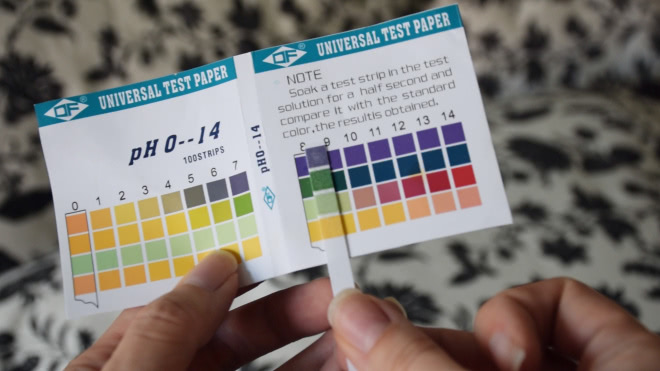 UNIVERSAL TEST PAPER
pH 0--14
100STRIPS
0 1 2 3 4 5 6 7
PH0--14
UNIVERSAL TEST PAPER
NOTE
Soak a test strip in the test
solution for a half second and
compare it with the standard
color,the resultis obtained.
8 9 10 11 12 13 14